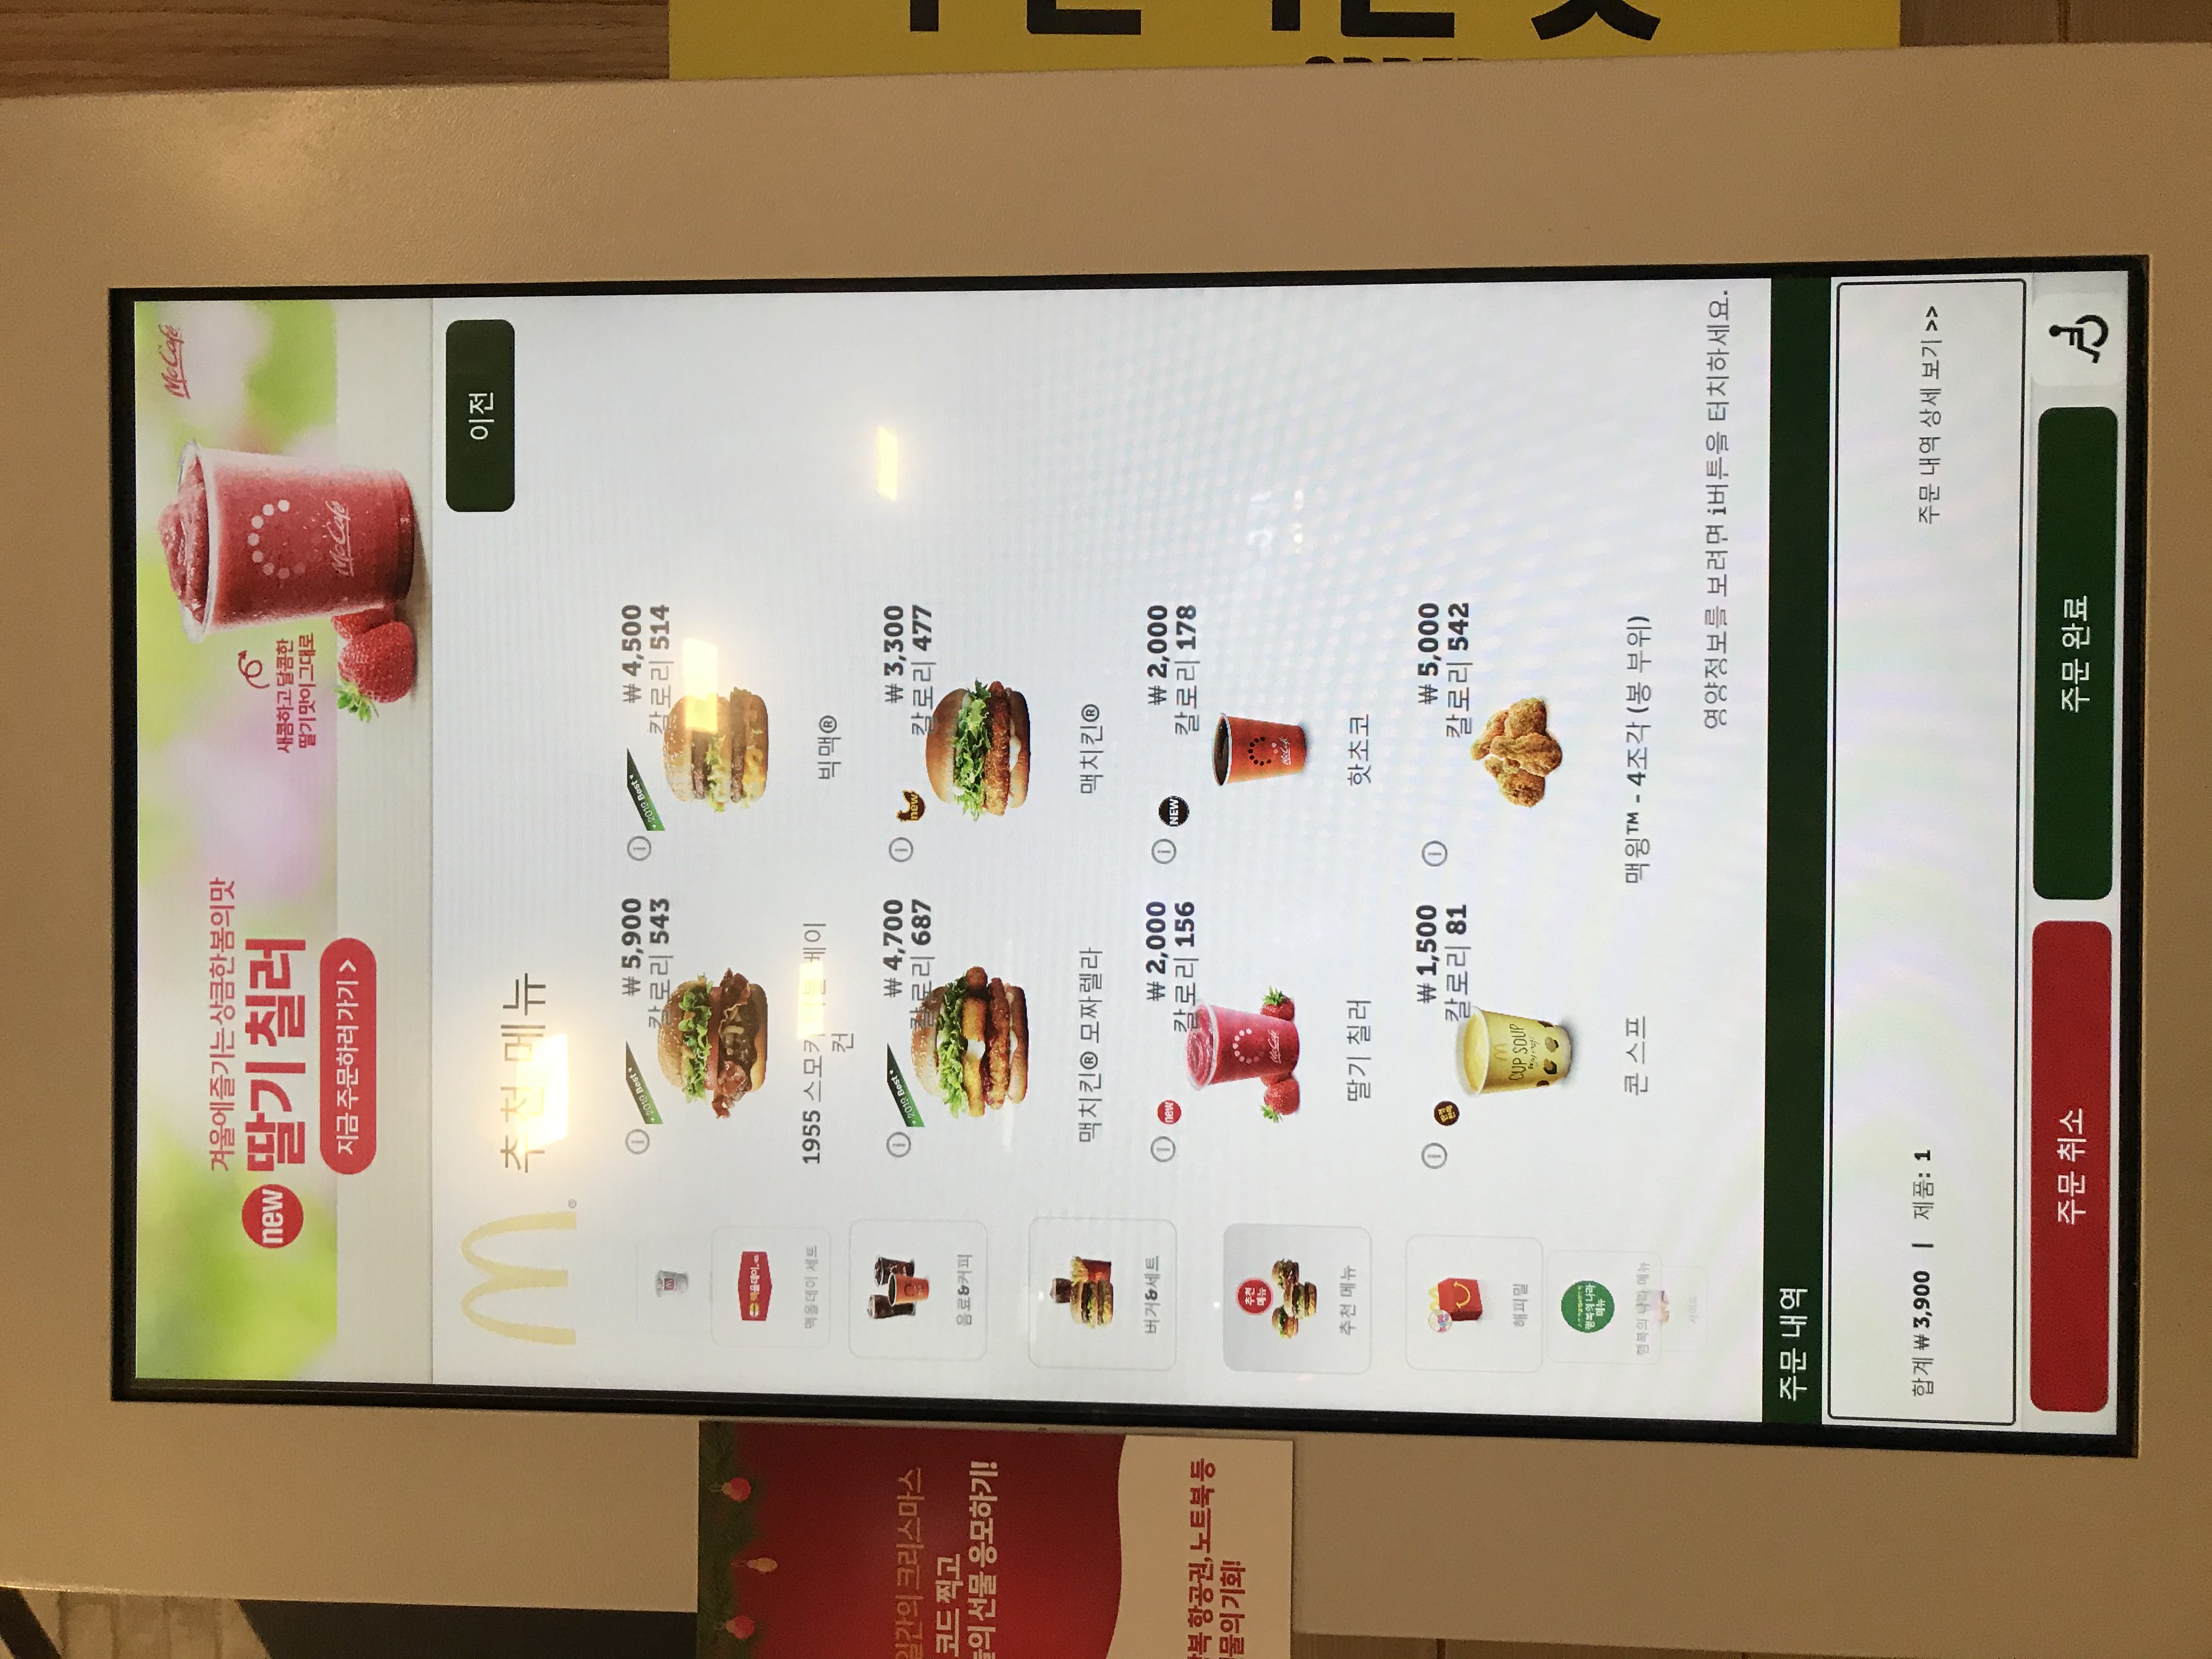 McCafé
겨울에 즐기는 상큼한 봄의 맛
new 딸기 칠러
새콤하고 달콤한
딸기 맛이 그대로
지금 주문하러 가기 >
McCafé
이전
추천 메뉴
2019 Best
₩ 5,900
칼로리 543
1955 스모키 베이
컨
2019 Best
₩ 4,500
칼로리 514
빅맥®
2019 Best
₩ 4,700
칼로리 687
맥치킨® 모짜렐라
new
₩ 3,300
칼로리 477
맥치킨®
new
₩ 2,000
칼로리 156
McCafé
딸기 칠러
NEW
₩ 2,000
칼로리 178
McCafé
핫초코
₩ 1,500
칼로리 81
CUP SOUP
콘 스프
₩ 5,000
칼로리 542
맥윙™ - 4조각 (봉 부위)
맥올데이
맥올데이 세트
음료&커피
버거&세트
추천
메뉴
추천 메뉴
해피밀
행복의 나라
메뉴
행복의 나라 메뉴
사이드
영양정보를 보려면 i버튼을 터치하세요.
주문 내역
합계 ₩ 3,900 | 제품: 1
주문 내역 상세 보기 >>
주문 취소
주문 완료
일간의 크리스마스
코드 찍고
의 선물 응모하기!
복 항공권, 노트북 등
물의 기회!